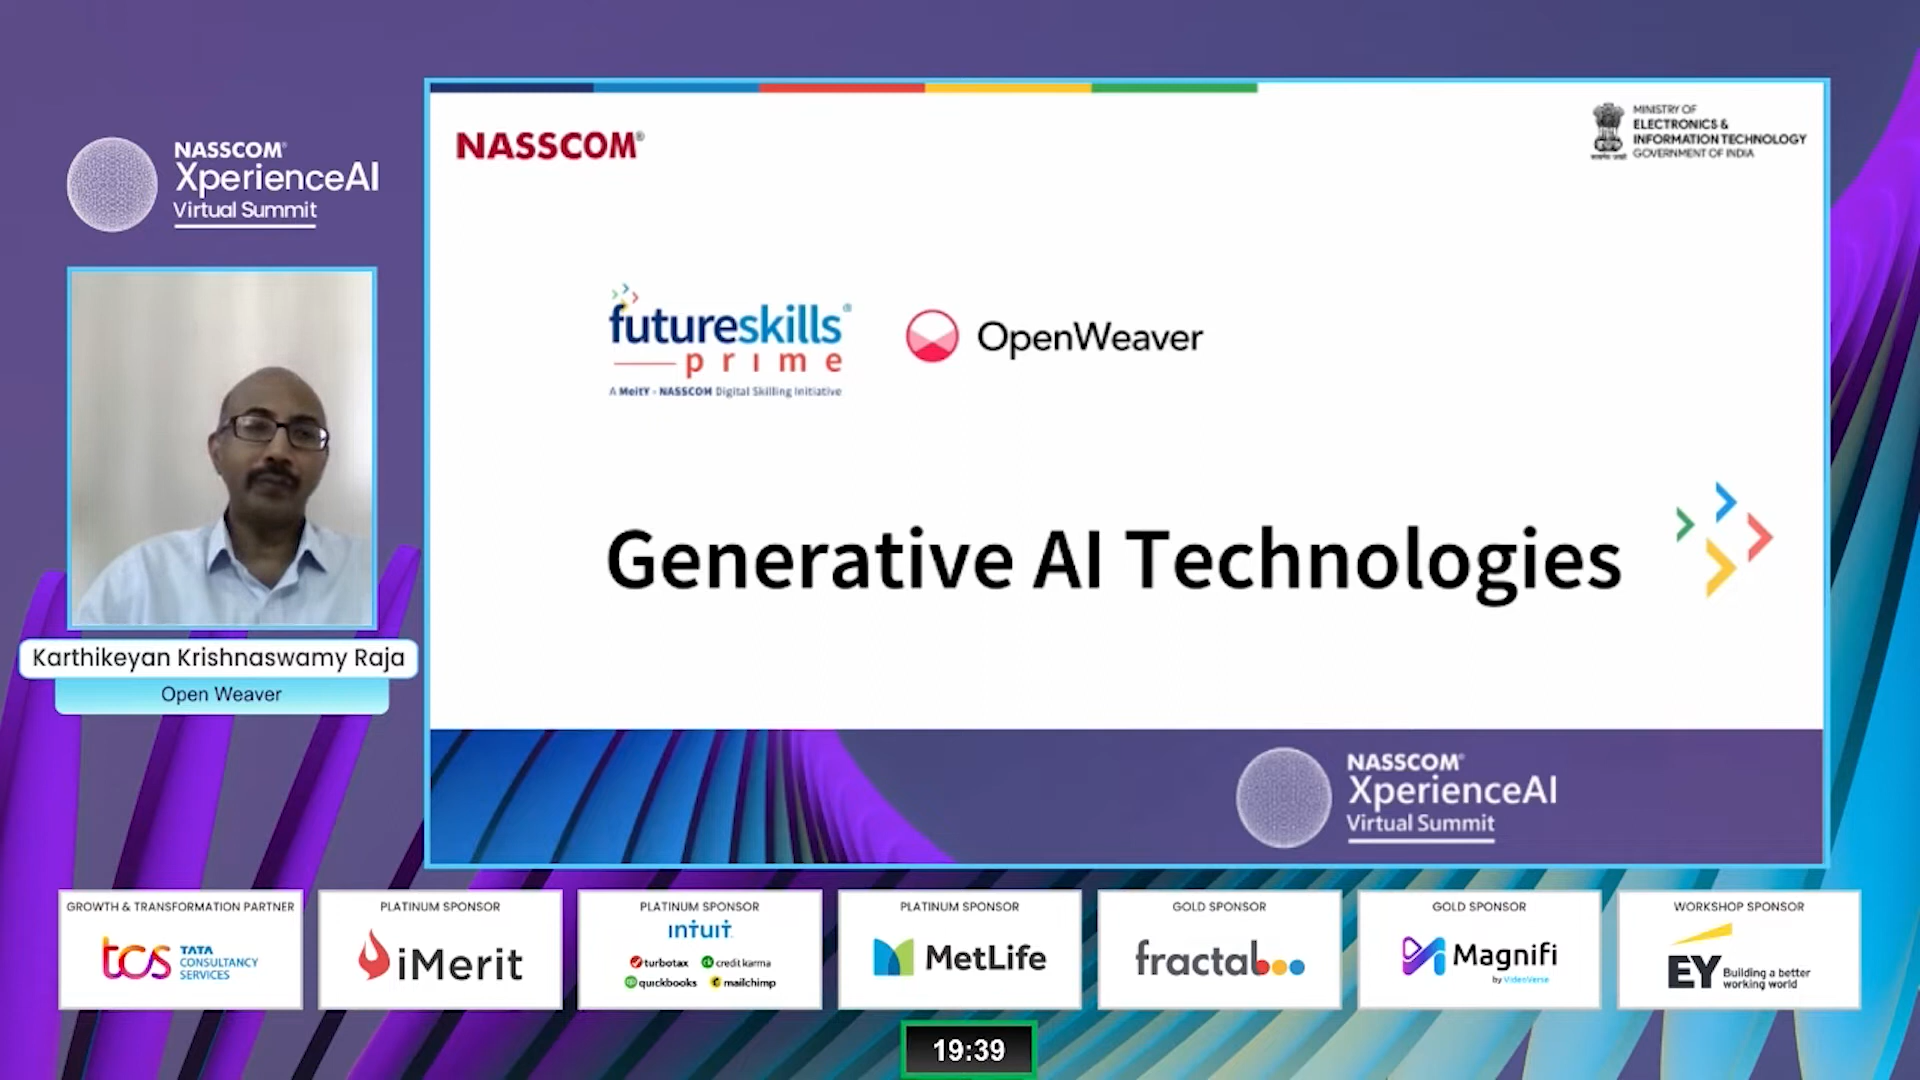 NASSCOM®
XperienceAI
Virtual Summit
Karthikeyan Krishnaswamy Raja
Open Weaver
NASSCOM®
MINISTRY OF
ELECTRONICS &
INFORMATION TECHNOLOGY
GOVERNMENT OF INDIA
futureskills®
prime
A MeitY - NASSCOM Digital Skilling Initiative
OpenWeaver
Generative AI Technologies
NASSCOM®
XperienceAI
Virtual Summit
GROWTH & TRANSFORMATION PARTNER
tcs TATA
CONSULTANCY
SERVICES
PLATINUM SPONSOR
iMerit
PLATINUM SPONSOR
intuit
turbotax creditkarma
quickbooks mailchimp
PLATINUM SPONSOR
MetLife
GOLD SPONSOR
fractal
GOLD SPONSOR
Magnifi
by VideoVerse
WORKSHOP SPONSOR
EY Building a better
working world
19:39